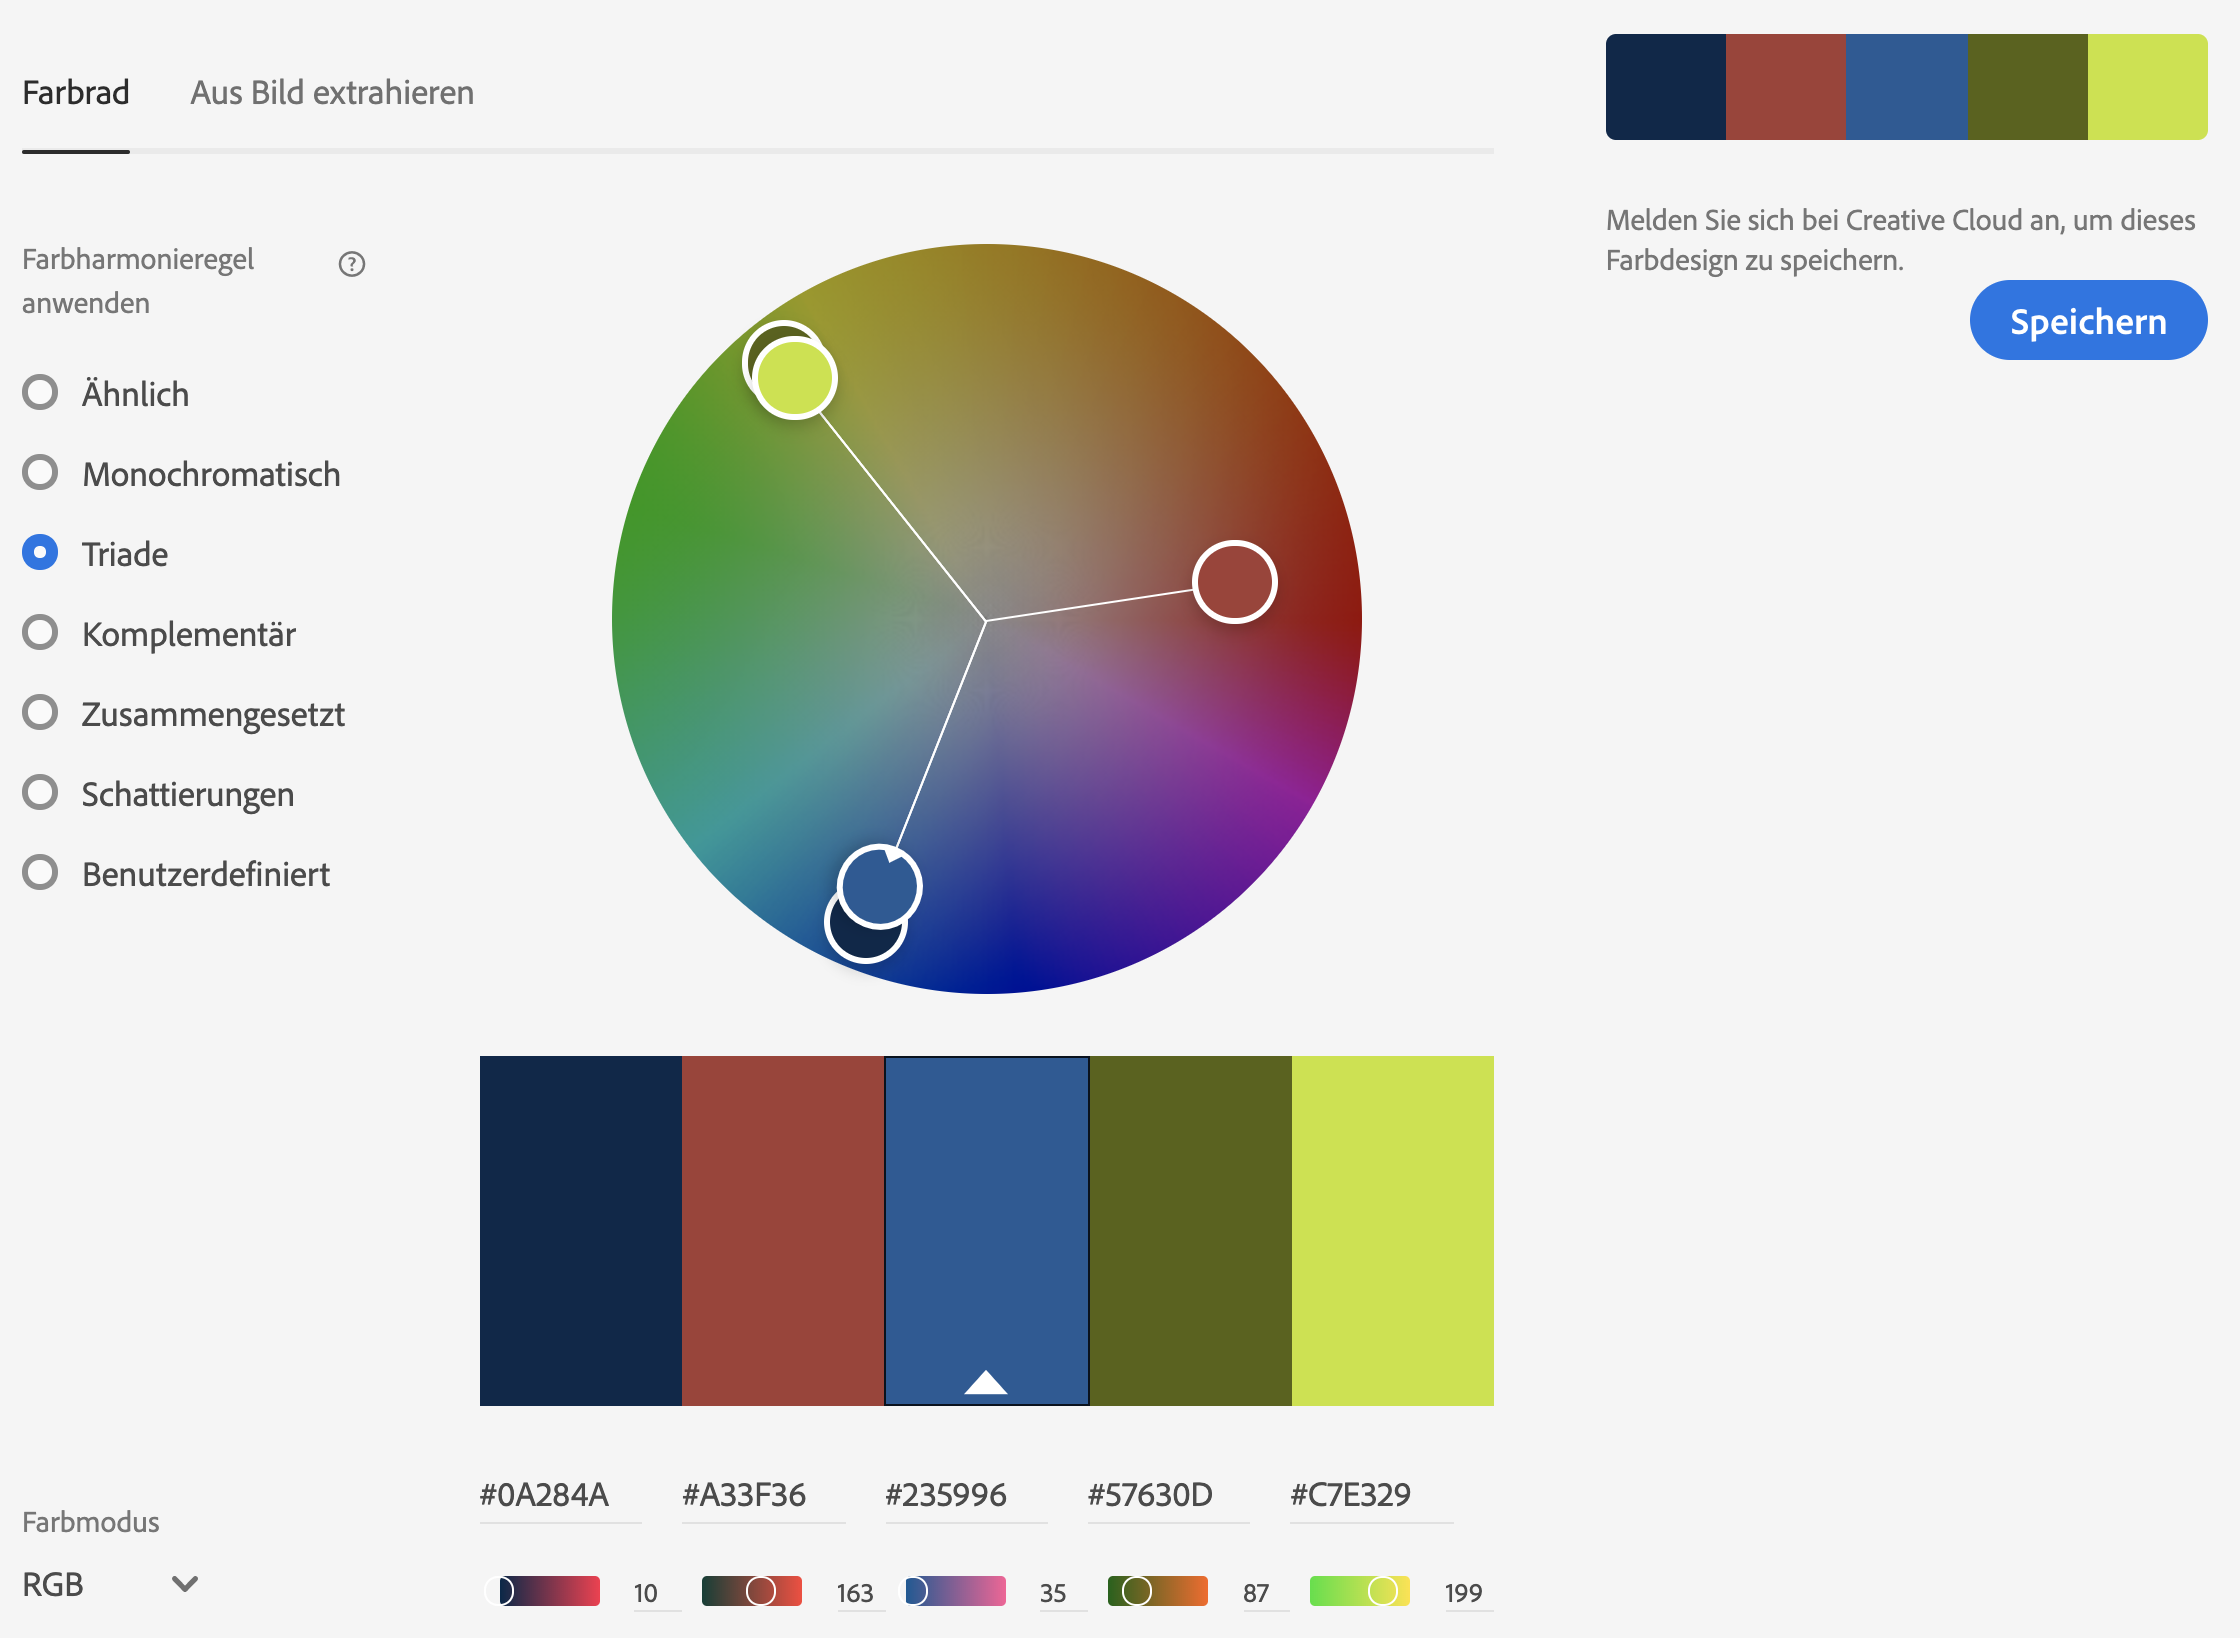 Farbrad Aus Bild extrahieren
Melden Sie sich bei Creative Cloud an, um dieses
Farbdesign zu speichern.
Speichern
Farbharmonieregel ?
anwenden
Ähnlich
Monochromatisch
Triade
Komplementär
Zusammengesetzt
Schattierungen
Benutzerdefiniert
#0A284A #A33F36 #235996 #57630D #C7E329
Farbmodus
RGB
10 163 35 87 199